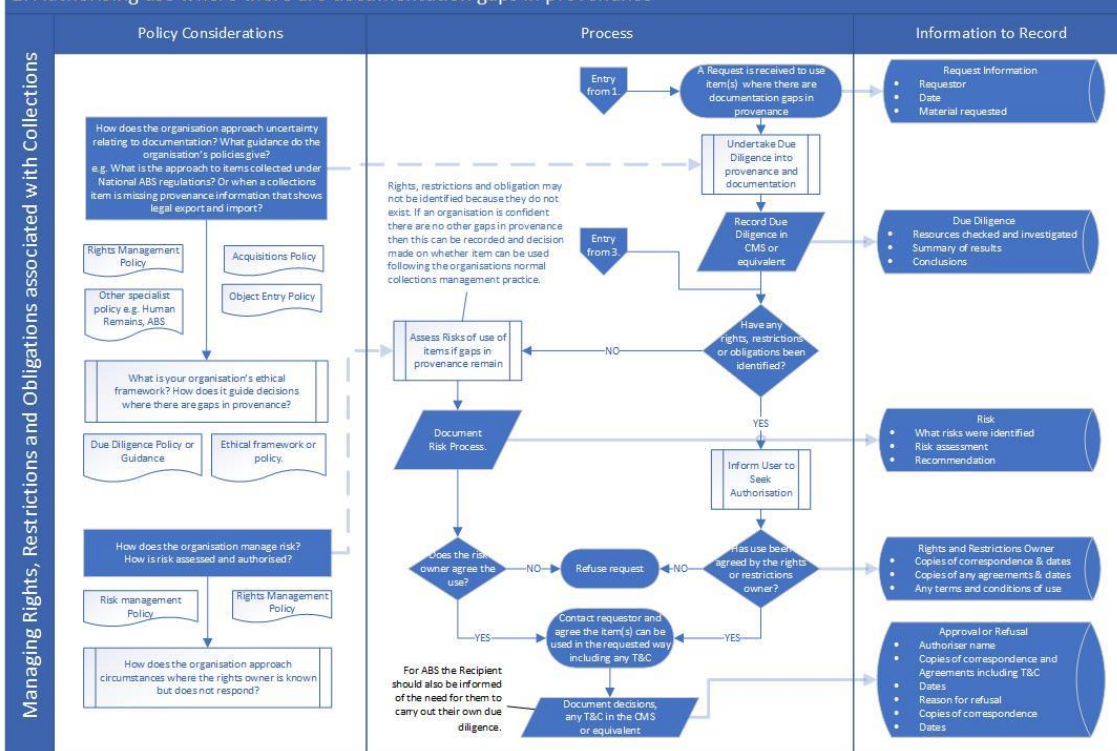 2. Authorising use where there are documentation gaps in provenance
Managing Rights, Restrictions and Obligations associated with Collections
Policy Considerations
Process
Information to Record
How does the organisation approach uncertainty
relating to documentation? What guidance do the
organisation's policies give?
e.g. What is the approach to items collected under
National ABS regulations? Or when a collections
item is missing provenance information that shows
legal export and import?
Rights Management
Policy
Acquisitions Policy
Other specialist
policy e.g. Human
Remains, ABS
Object Entry Policy
What is your organisation's ethical
framework? How does it guide decisions
where there are gaps in provenance?
Due Diligence Policy or
Guidance
Ethical framework or
policy.
How does the organisation manage risk?
How is risk assessed and authorised?
Risk management
Policy
Rights Management
Policy
How does the organisation approach
circumstances where the rights owner is known
but does not respond?
Entry
from 1.
A Request is received to use
item(s) where there are
documentation gaps in
provenance
Undertake Due
Diligence into
provenance and
documentation
Rights, restrictions and obligation may
not be identified because they do not
exist. If an organisation is confident
there are no other gaps in provenance
then this can be recorded and decision
made on whether item can be used
following the organisations normal
collections management practice.
Entry
from 3.
Record Due
Diligence in
CMS or
equivalent
Assess Risks of use of
items if gaps in
provenance remain
NO
Have any
rights, restrictions
or obligations been
identified?
YES
Document
Risk Process.
Inform User to
Seek
Authorisation
Does the risk
owner agree the
use?
NO
Refuse request
NO
Has use been
agreed by the rights
or restrictions
owner?
YES
Contact requestor and
agree the item(s) can be
used in the requested way
including any T&C
YES
For ABS the Recipient
should also be informed
of the need for them to
carry out their own due
diligence.
Document decisions,
any T&C in the CMS
or equivalent
Request Information
• Requestor
• Date
• Material requested
Due Diligence
• Resources checked and investigated
• Summary of results
• Conclusions
Risk
• What risks were identified
• Risk assessment
• Recommendation
Rights and Restrictions Owner
• Copies of correspondence & dates
• Copies of any agreements & dates
• Any terms and conditions of use
Approval or Refusal
• Authoriser name
• Copies of correspondence and
Agreements including T&C
• Dates
• Reason for refusal
• Copies of correspondence
• Dates